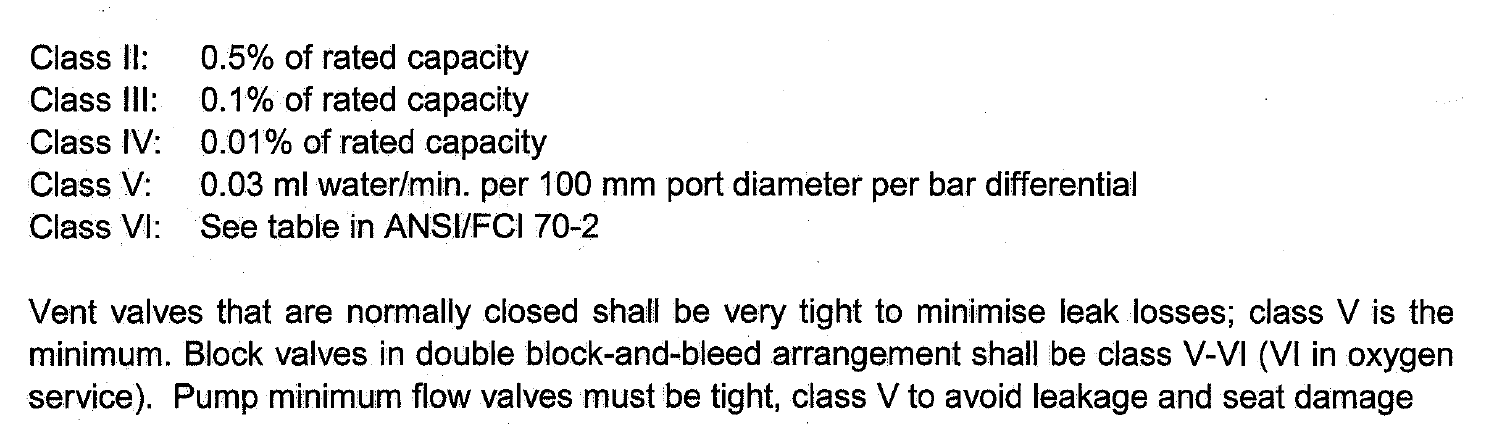 Class II: 0.5% of rated capacity
Class III: 0.1% of rated capacity
Class IV: 0.01% of rated capacity
Class V: 0.03 ml water/min. per 100 mm port diameter per bar differential
Class VI: See table in ANSI/FCI 70-2
Vent valves that are normally closed shall be very tight to minimise leak losses; class V is the
minimum. Block valves in double block-and-bleed arrangement shall be class V-VI (VI in oxygen
service). Pump minimum flow valves must be tight, class V to avoid leakage and seat damage